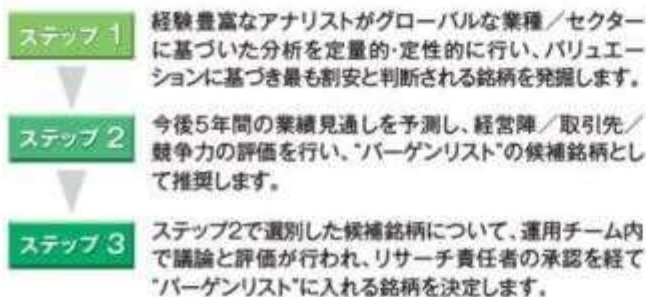 ステップ 1
経験豊富なアナリストがグローバルな業種／セクター
に基づいた分析を定量的・定性的に行い、バリュエー
ションに基づき最も割安と判断される銘柄を発掘します。
ステップ 2
今後5年間の業績見通しを予測し、経営陣／取引先／
競争力の評価を行い、"バーゲンリスト"の候補銘柄とし
て推奨します。
ステップ 3
ステップ2で選別した候補銘柄について、運用チーム内
で議論と評価が行われ、リサーチ責任者の承認を経て
"バーゲンリスト"に入れる銘柄を決定します。